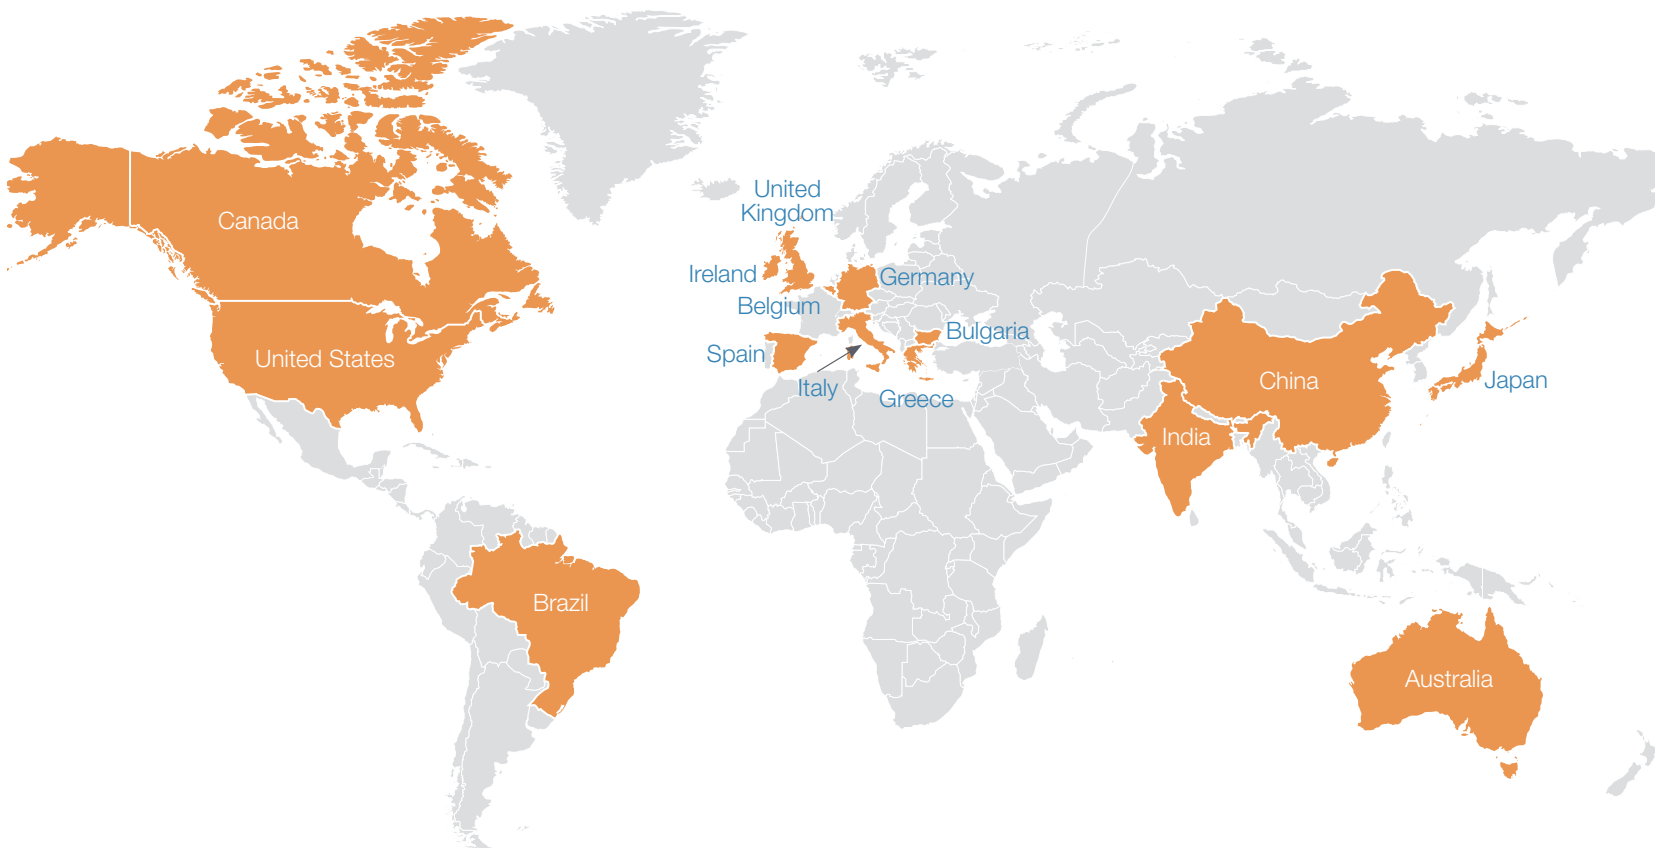 United
Kingdom
Canada
Ireland
Germany
Belgium
Bulgaria
Spain
United States
Italy
Greece
China
Japan
India
Brazil
Australia